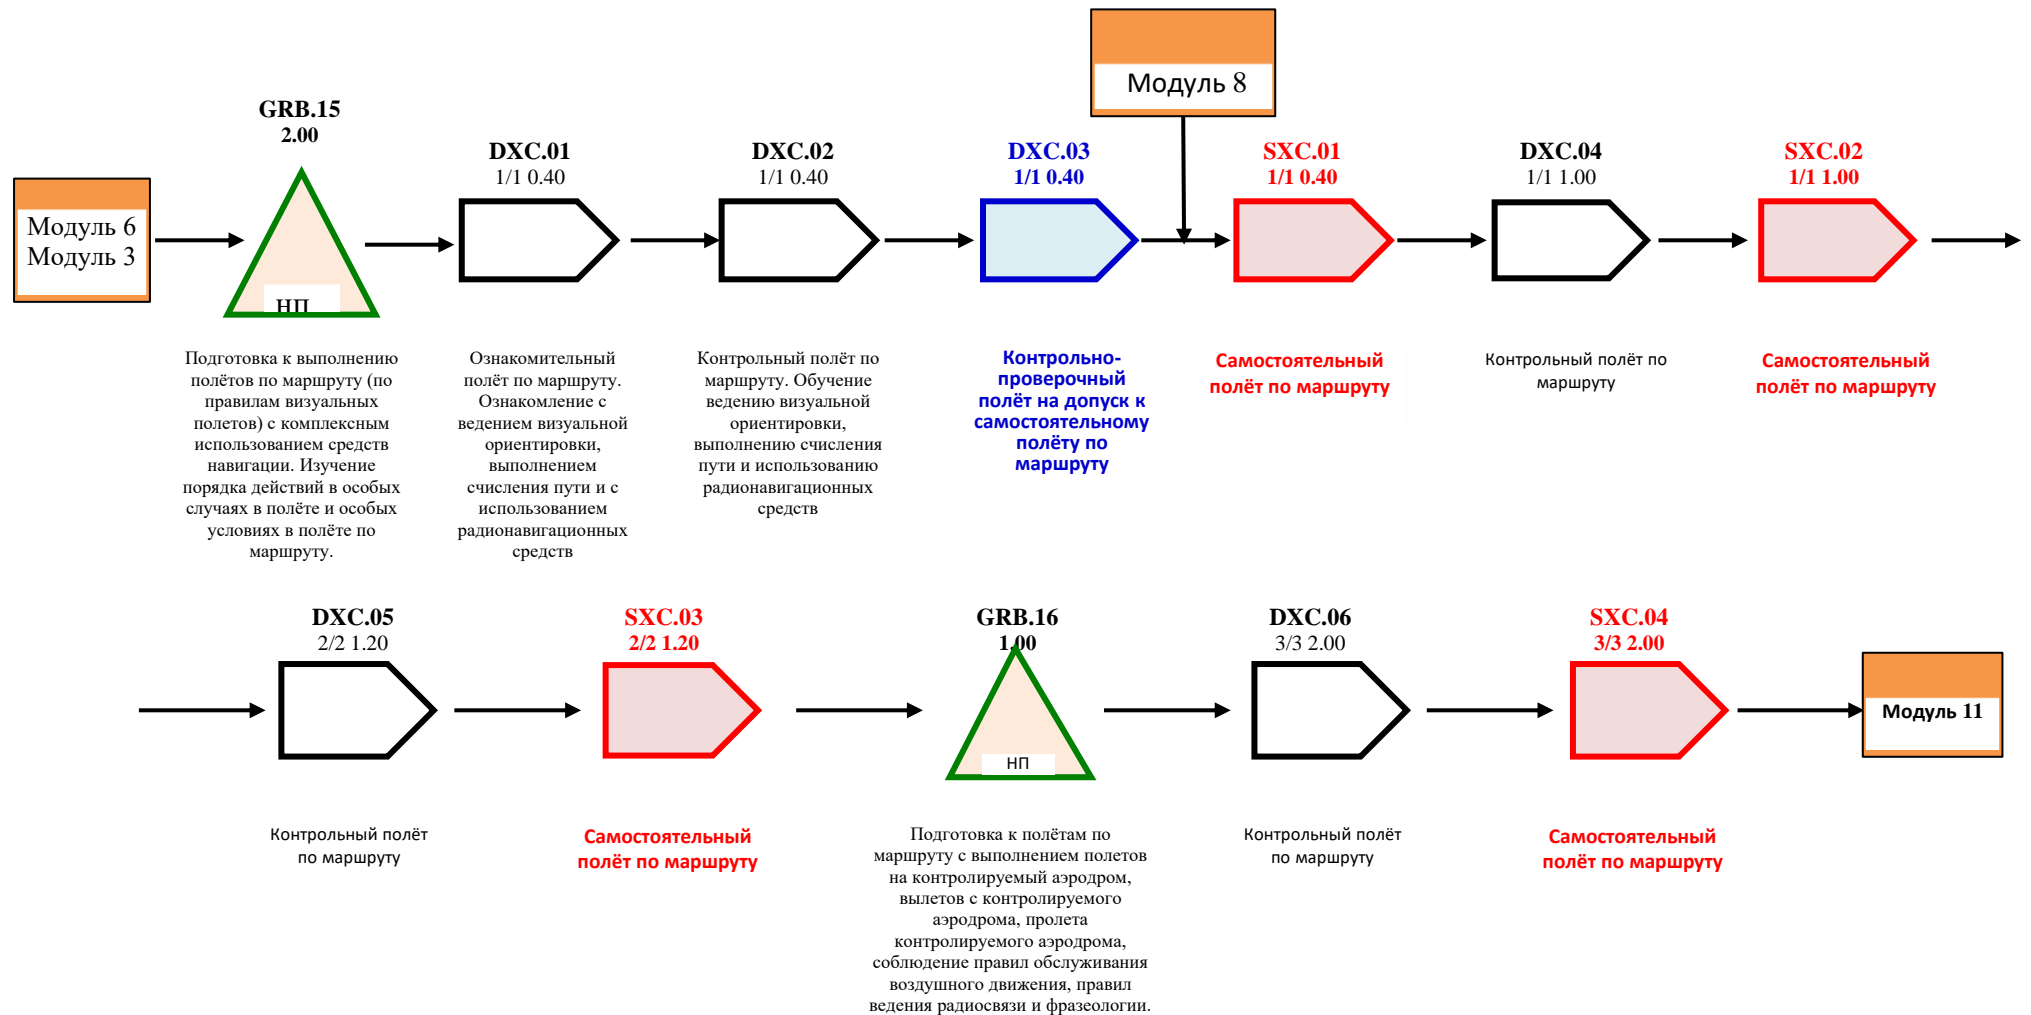 Модуль 8
GRB.15
2.00
DXC.01
1/1 0.40
DXC.02
1/1 0.40
DXC.03
1/1 0.40
SXC.01
1/1 0.40
DXC.04
1/1 1.00
SXC.02
1/1 1.00
Модуль 6
Модуль 3
НП
Подготовка к выполнению
полётов по маршруту (по
правилам визуальных
полетов) с комплексным
использованием средств
навигации. Изучение
порядка действий в особых
случаях в полёте и особых
условиях в полёте по
маршруту.
Ознакомительный
полёт по маршруту.
Ознакомление с
ведением визуальной
ориентировки,
выполнением
счисления пути и с
использованием
радионавигационных
средств
Контрольный полёт по
маршруту. Обучение
ведению визуальной
ориентировки,
выполнению счисления
пути и использованию
радионавигационных
средств
Контрольно-
проверочный
полёт на допуск к
самостоятельному
полёту по
маршруту
Самостоятельный
полёт по маршруту
Контрольный полёт по
маршруту
Самостоятельный
полёт по маршруту
DXC.05
2/2 1.20
SXC.03
2/2 1.20
GRB.16
1.00
DXC.06
3/3 2.00
SXC.04
3/3 2.00
НП
Модуль 11
Контрольный полёт
по маршруту
Самостоятельный
полёт по маршруту
Подготовка к полётам по
маршруту с выполнением полетов
на контролируемый аэродром,
вылетов с контролируемого
аэродрома, пролета
контролируемого аэродрома,
соблюдение правил обслуживания
воздушного движения, правил
ведения радиосвязи и фразеологии.
Контрольный полёт
по маршруту
Самостоятельный
полёт по маршруту